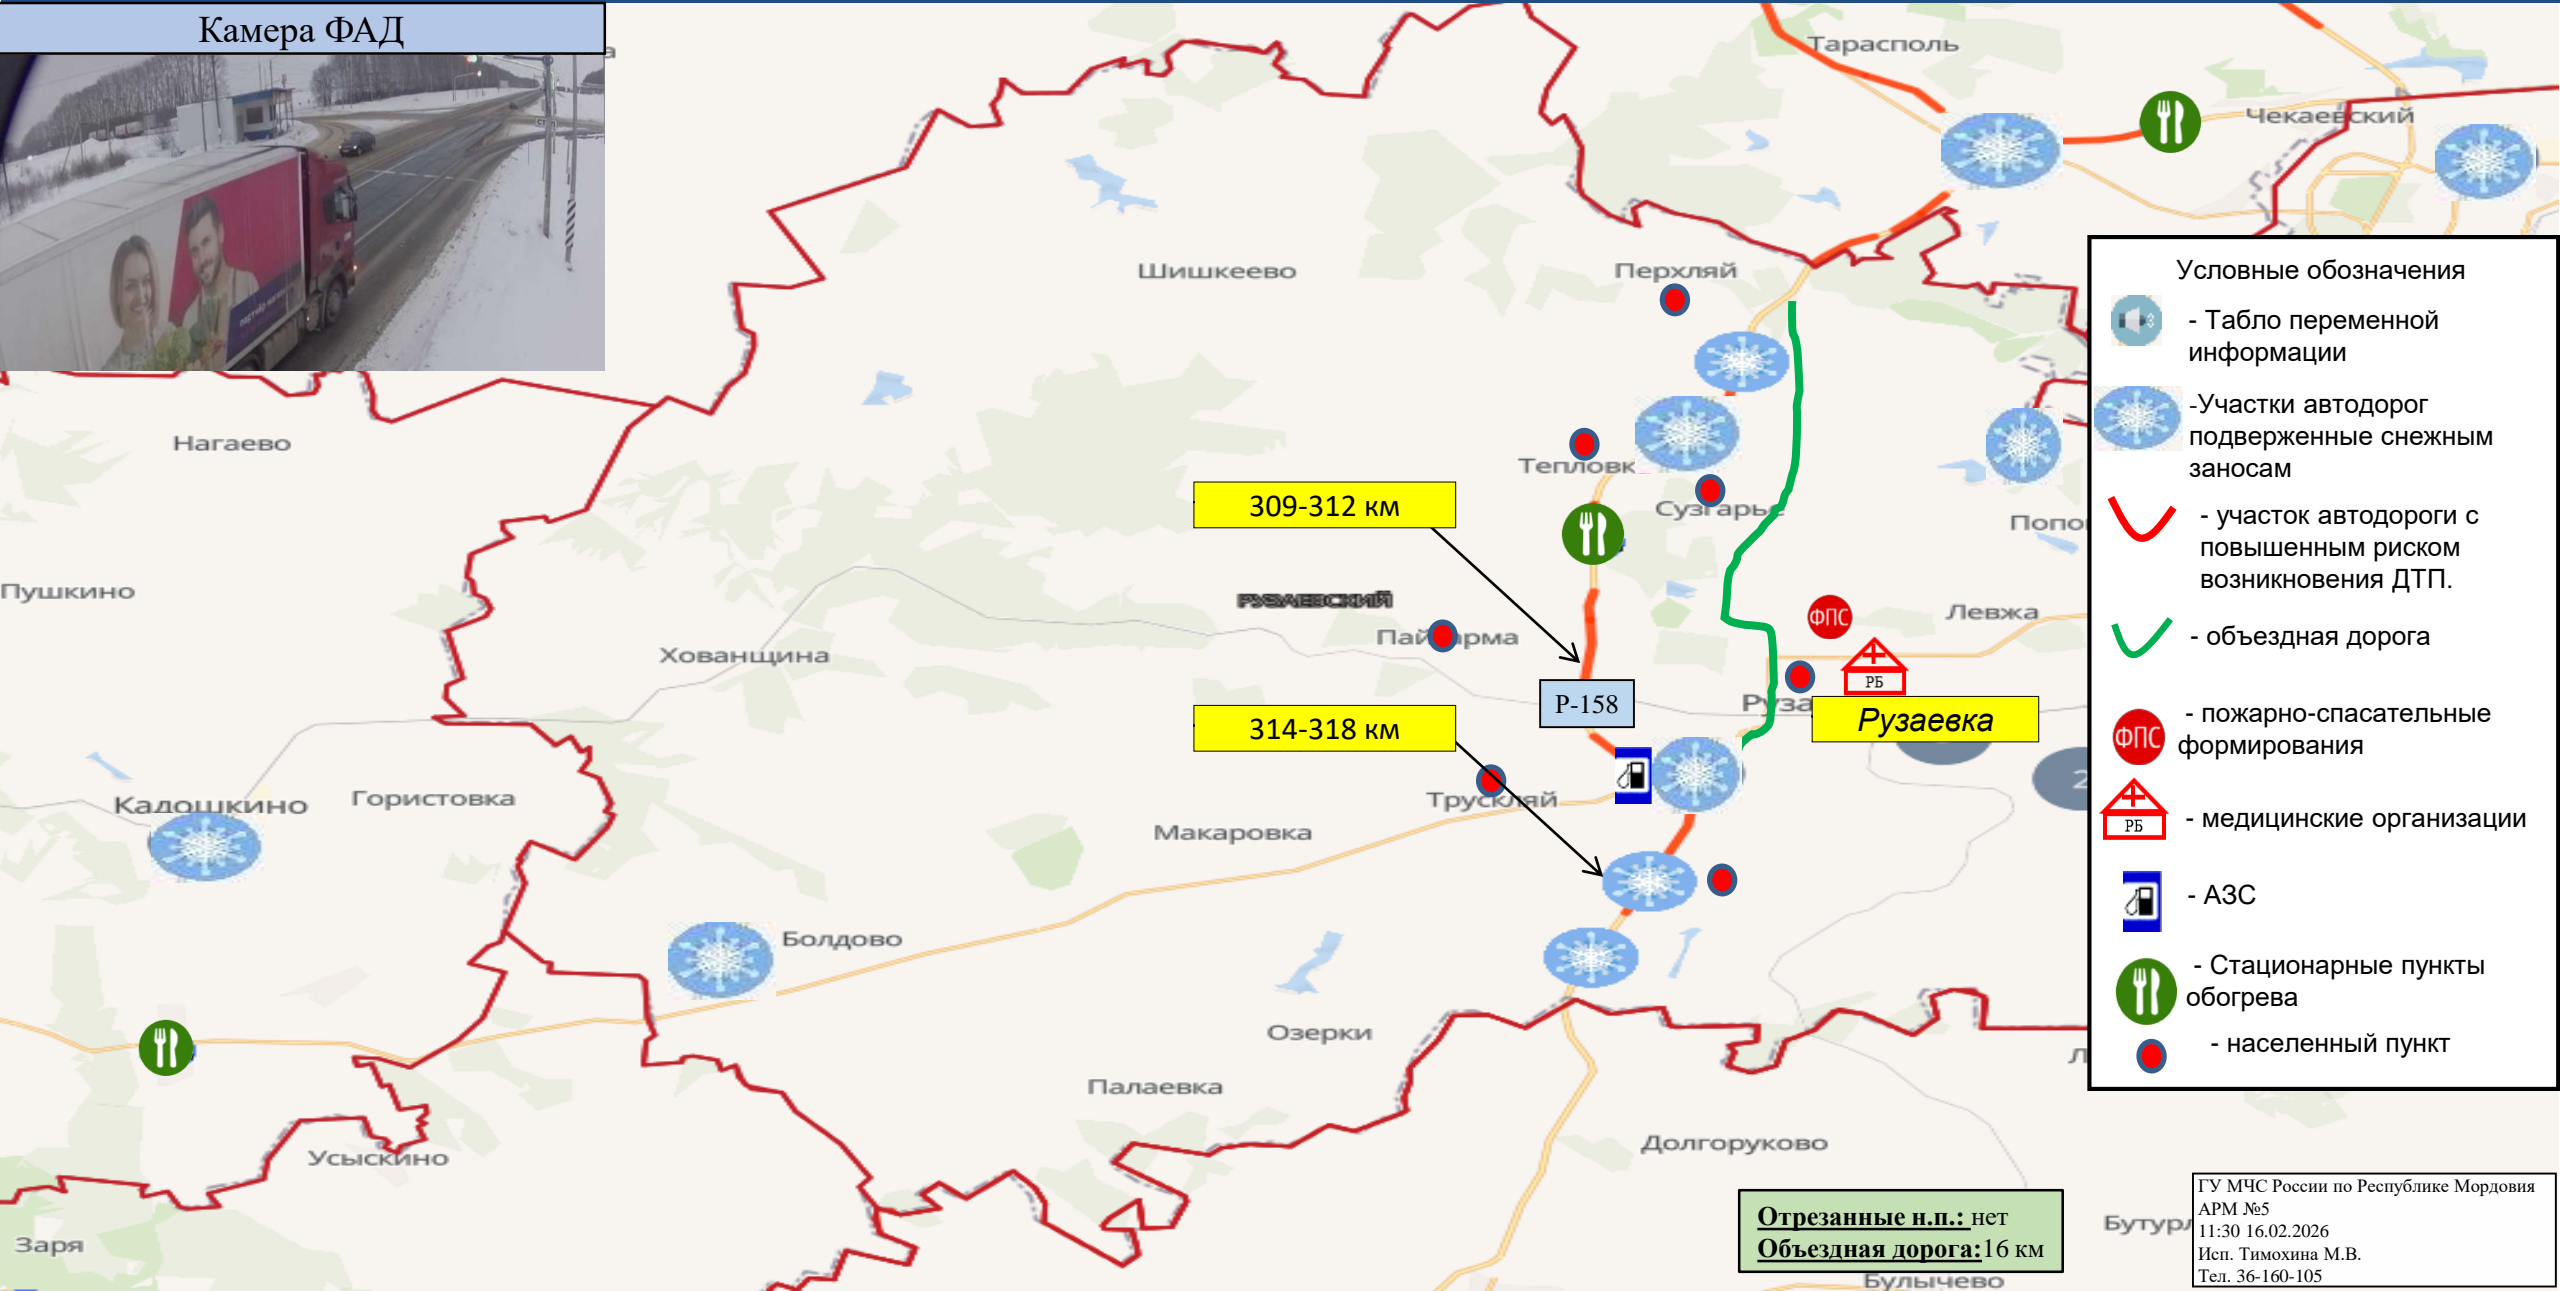 Камера ФАД
Тарасполь
Чекаевский
Шишкеево
Перхляй
Нагаево
Тепловк
Сузгарье
309-312 км
Пушкино
РУЗАЕВСКИЙ
Левжа
Хованщина
Р-158
Рузаевка
314-318 км
Кадошкино
Гористовка
Трускляй
Макаровка
Болдово
Озерки
Палаевка
Усыскино
Долгоруково
Заря
Булычево
Условные обозначения
- Табло переменной
информации
-Участки автодорог
подверженные снежным
заносам
- участок автодороги с
повышенным риском
возникновения ДТП.
- объездная дорога
ФПС
- пожарно-спасательные
формирования
РБ
- медицинские организации
- АЗС
- Стационарные пункты
обогрева
- населенный пункт
ФПС
РБ
Отрезанные н.п.: нет
Объездная дорога:16 км
ГУ МЧС России по Республике Мордовия
АРМ №5
11:30 16.02.2026
Исп. Тимохина М.В.
Тел. 36-160-105